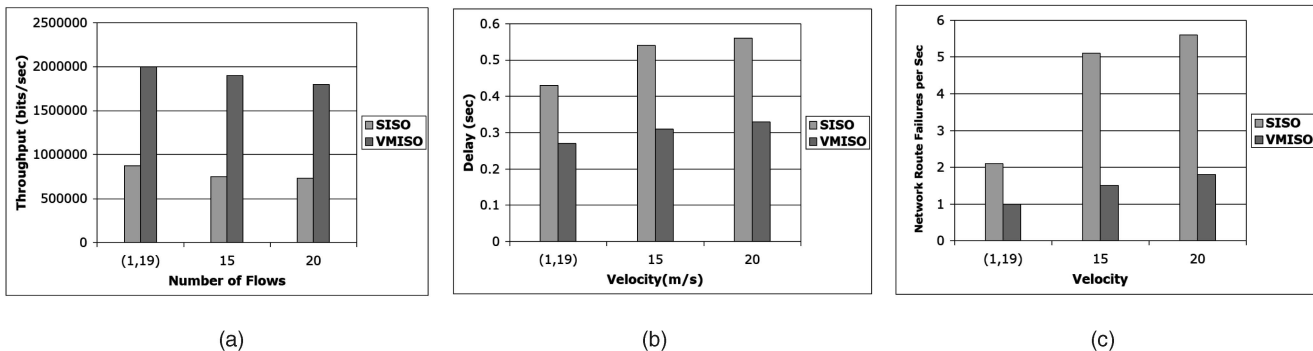 2500000
2000000
1500000
1000000
500000
0
Throughput (bits/sec)
(1,19) 15 20
Number of Flows
SISO
VMISO
(a)
0.6
0.5
0.4
0.3
0.2
0.1
0
Delay (sec)
(1,19) 15 20
Velocity(m/s)
SISO
VMISO
(b)
6
5
4
3
2
1
0
Network Route Failures per Sec
(1,19) 15 20
Velocity
SISO
VMISO
(c)